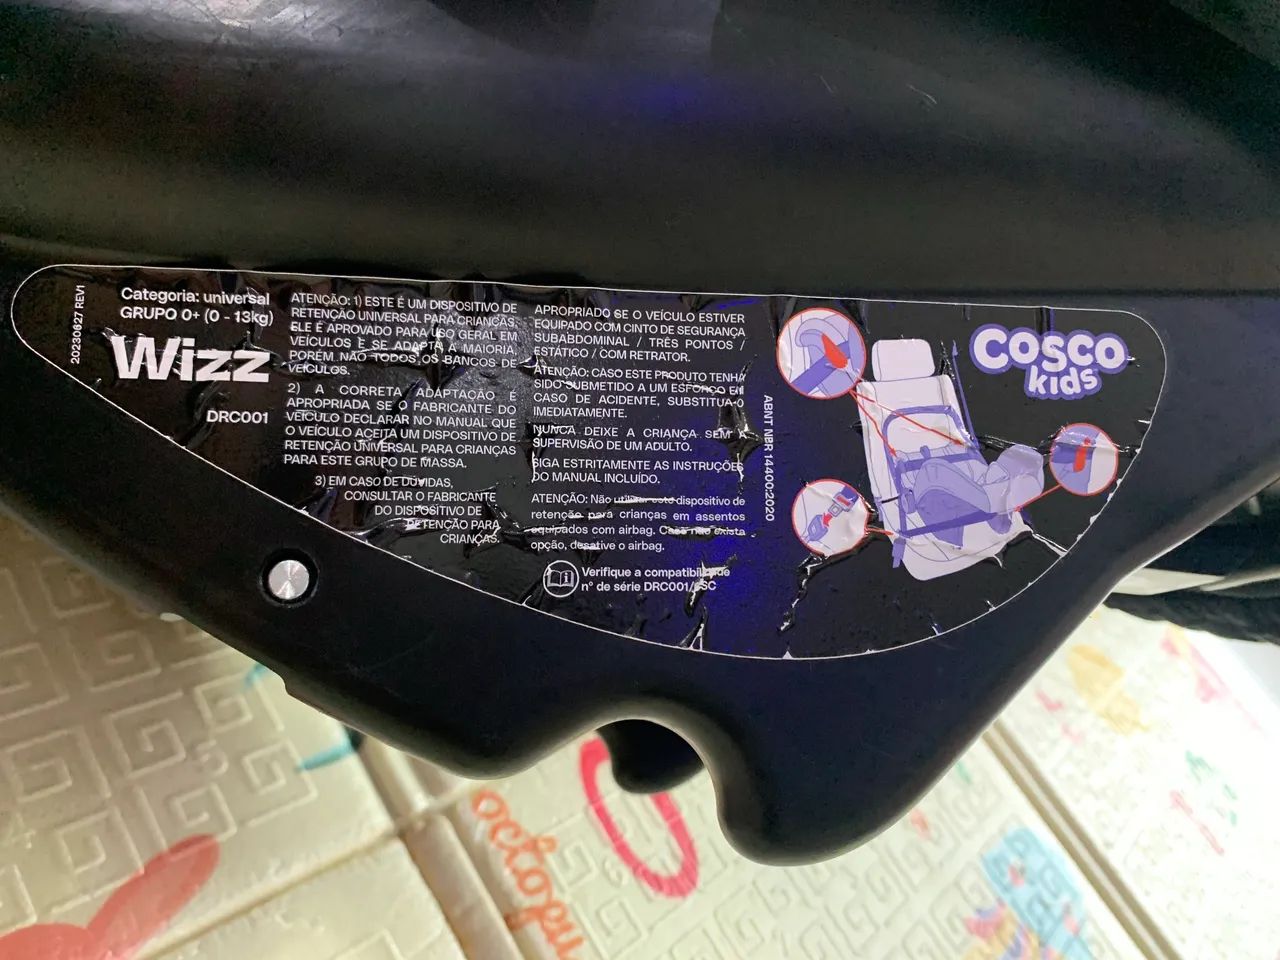 20230627 REV1
Categoria: universal
GRUPO 0+ (0 - 13kg)
Wizz
DRC001
ATENÇÃO: 1) ESTE É UM DISPOSITIVO DE
RETENÇÃO UNIVERSAL PARA CRIANÇAS,
ELE É APROVADO PARA USO GERAL EM
VEÍCULOS E SE ADAPTA À MAIORIA,
PORÉM NÃO TODOS, OS BANCOS DE
VEÍCULOS.
2) A CORRETA ADAPTAÇÃO É
APROPRIADA SE O FABRICANTE DO
VEÍCULO DECLARAR NO MANUAL QUE
O VEÍCULO ACEITA UM DISPOSITIVO DE
RETENÇÃO UNIVERSAL PARA CRIANÇAS
PARA ESTE GRUPO DE MASSA.
3) EM CASO DE DÚVIDAS,
CONSULTAR O FABRICANTE
DO DISPOSITIVO DE
RETENÇÃO PARA
CRIANÇAS.
APROPRIADO SE O VEÍCULO ESTIVER
EQUIPADO COM CINTO DE SEGURANÇA
SUBABDOMINAL / TRÊS PONTOS /
ESTÁTICO / COM RETRATOR.
ATENÇÃO: CASO ESTE PRODUTO TENHA
SIDO SUBMETIDO A UM ESFORÇO EM
CASO DE ACIDENTE, SUBSTITUA-O
IMEDIATAMENTE.
NUNCA DEIXE A CRIANÇA SEM A
SUPERVISÃO DE UM ADULTO.
SIGA ESTRITAMENTE AS INSTRUÇÕES
DO MANUAL INCLUÍDO.
ATENÇÃO: Não utilizar este dispositivo de
retenção para crianças em assentos
equipados com airbag. Caso não exista
opção, desative o airbag.
Verifique a compatibilidade
n° de série DRC001/SSC
ABNT NBR 14400:2020
COSCO
kids
octopu